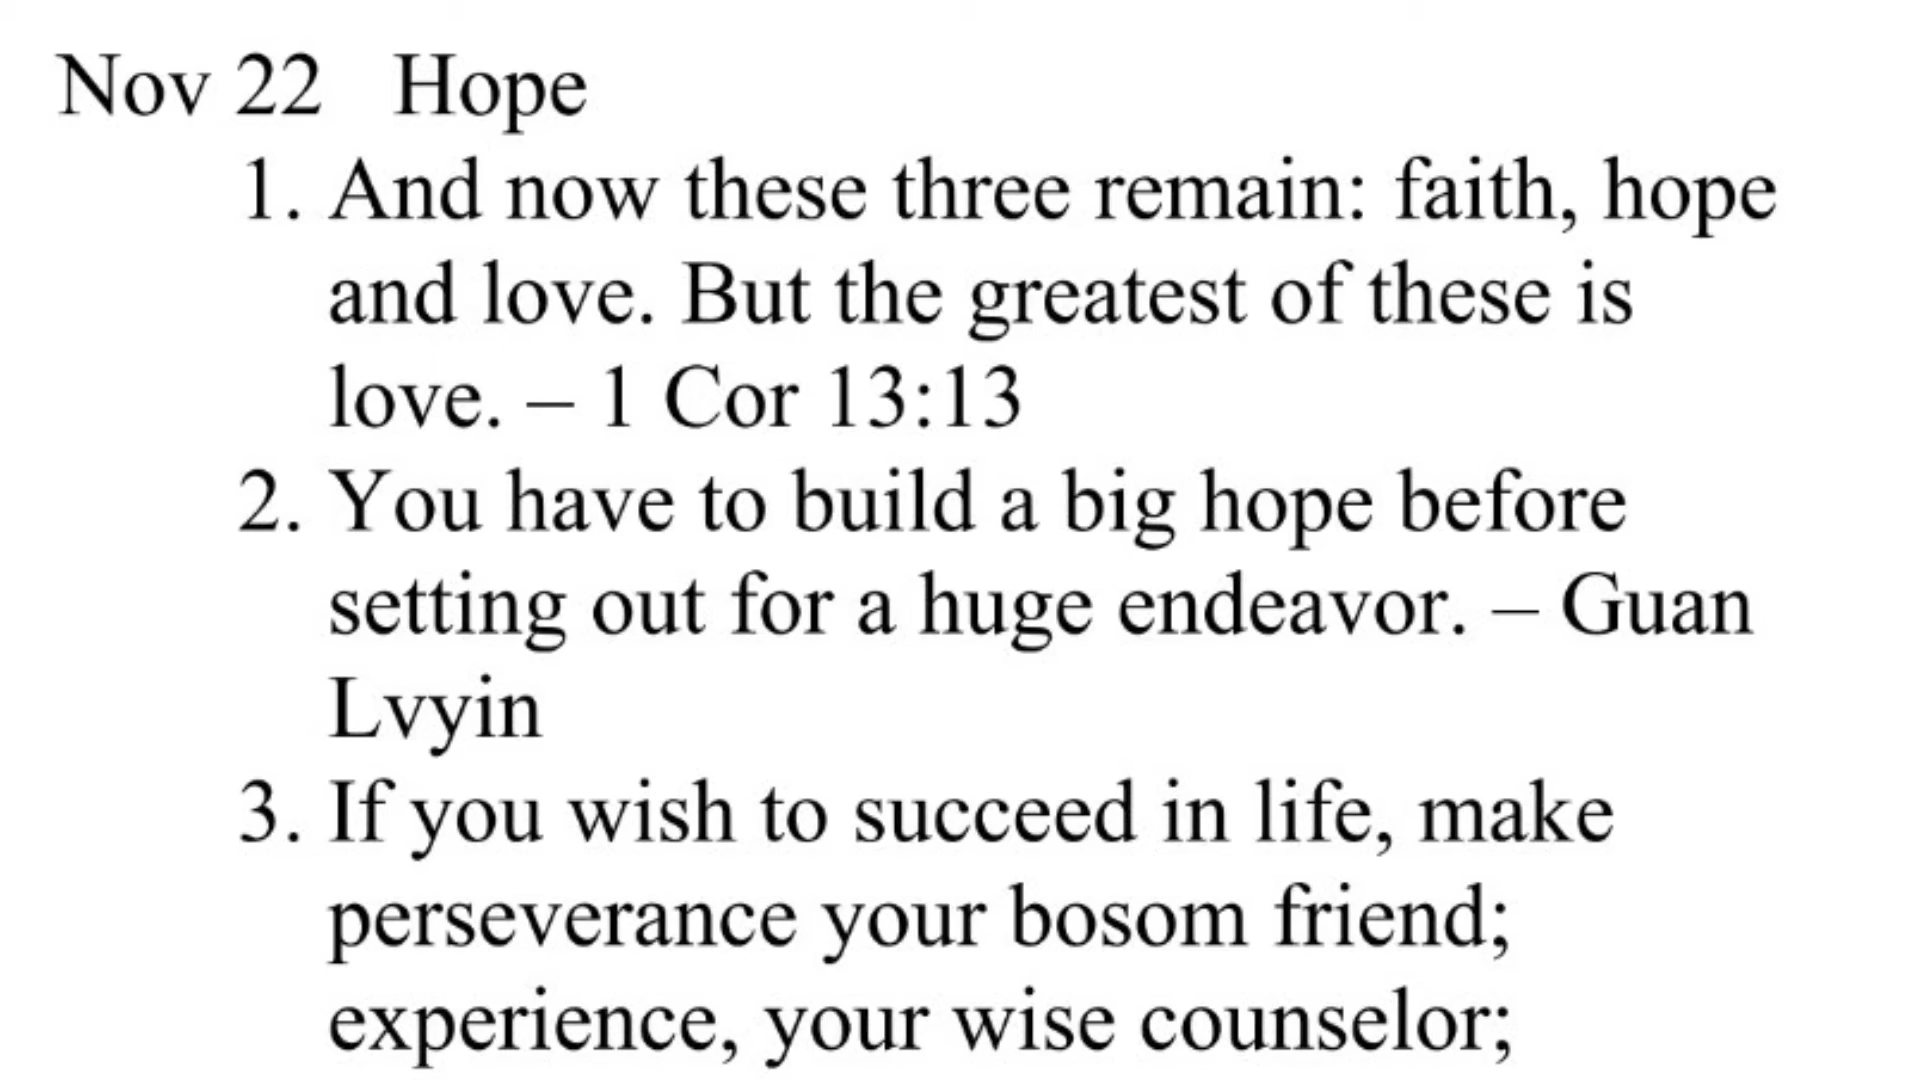 Nov 22 Hope
1. And now these three remain: faith, hope
and love. But the greatest of these is
love. – 1 Cor 13:13
2. You have to build a big hope before
setting out for a huge endeavor. – Guan
Lvyin
3. If you wish to succeed in life, make
perseverance your bosom friend;
experience, your wise counselor;